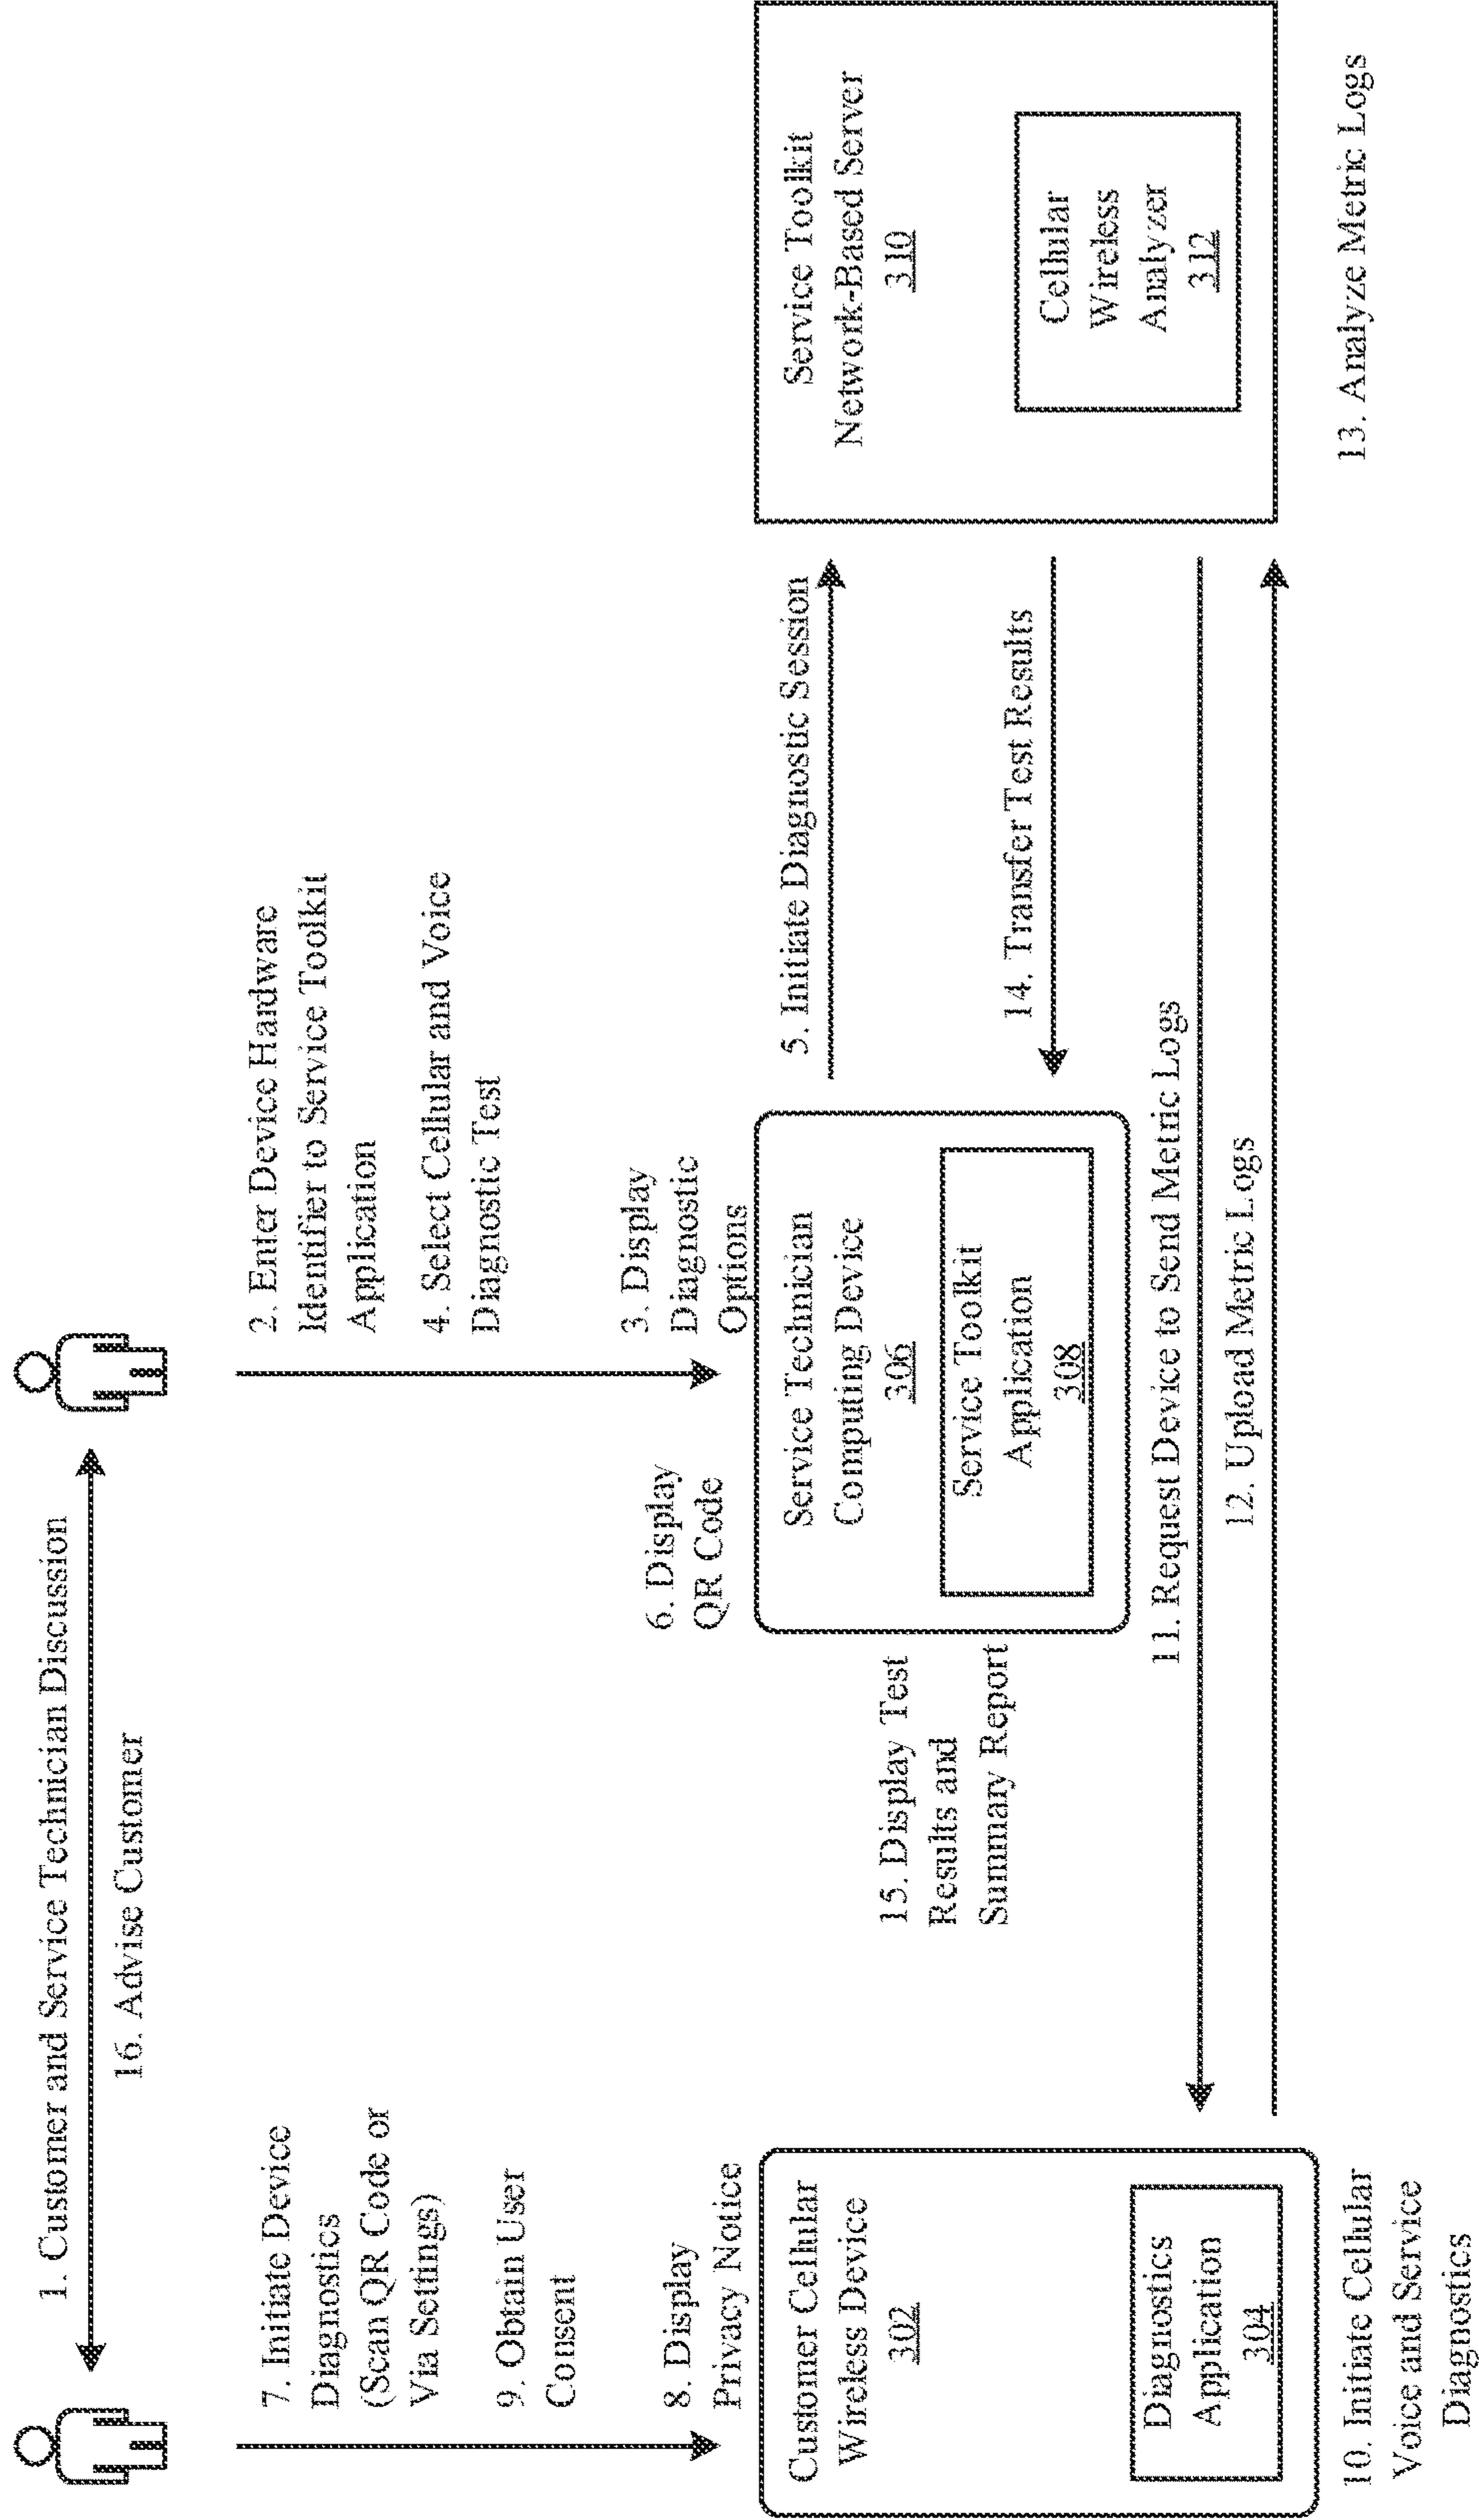 1. Customer and Service Technician Discussion
16. Advise Customer
7. Initiate Device
Diagnostics
(Scan QR Code or
Via Settings)
9. Obtain User
Consent
8. Display
Privacy Notice
Customer Cellular
Wireless Device
302
Diagnostics
Application
304
10. Initiate Cellular
Voice and Service
Diagnostics
2. Enter Device Hardware
Identifier to Service Toolkit
Application
4. Select Cellular and Voice
Diagnostic Test
6. Display
QR Code
3. Display
Diagnostic
Options
Service Technician
Computing Device
306
Service Toolkit
Application
308
15. Display Test
Results and
Summary Report
5. Initiate Diagnostic Session
14. Transfer Test Results
11. Request Device to Send Metric Logs
12. Upload Metric Logs
Service Toolkit
Network-Based Server
310
Cellular
Wireless
Analyzer
312
13. Analyze Metric Logs